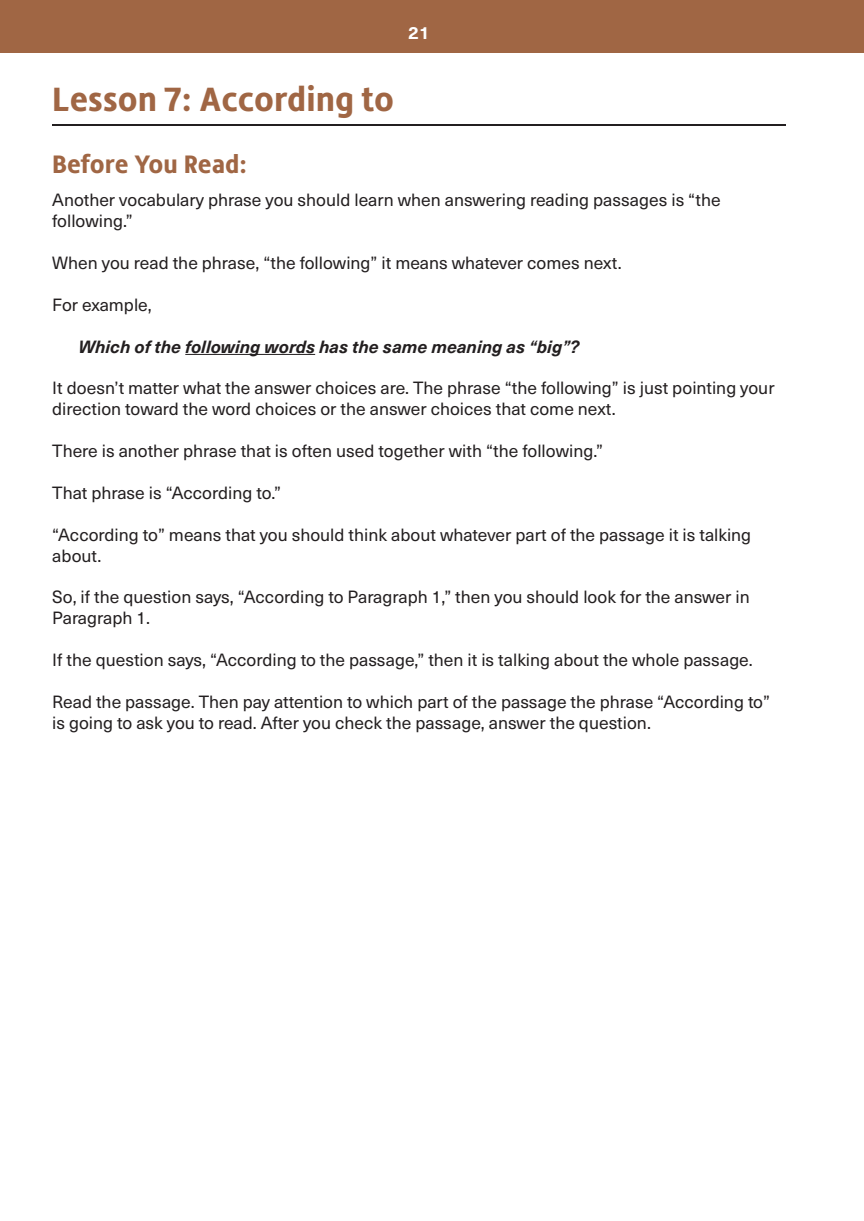 21
Lesson 7: According to
Before You Read:
Another vocabulary phrase you should learn when answering reading passages is “the
following.”
When you read the phrase, “the following” it means whatever comes next.
For example,
Which of the following words has the same meaning as “big”?
It doesn’t matter what the answer choices are. The phrase “the following” is just pointing your
direction toward the word choices or the answer choices that come next.
There is another phrase that is often used together with “the following.”
That phrase is “According to.”
“According to” means that you should think about whatever part of the passage it is talking
about.
So, if the question says, “According to Paragraph 1,” then you should look for the answer in
Paragraph 1.
If the question says, “According to the passage,” then it is talking about the whole passage.
Read the passage. Then pay attention to which part of the passage the phrase “According to”
is going to ask you to read. After you check the passage, answer the question.